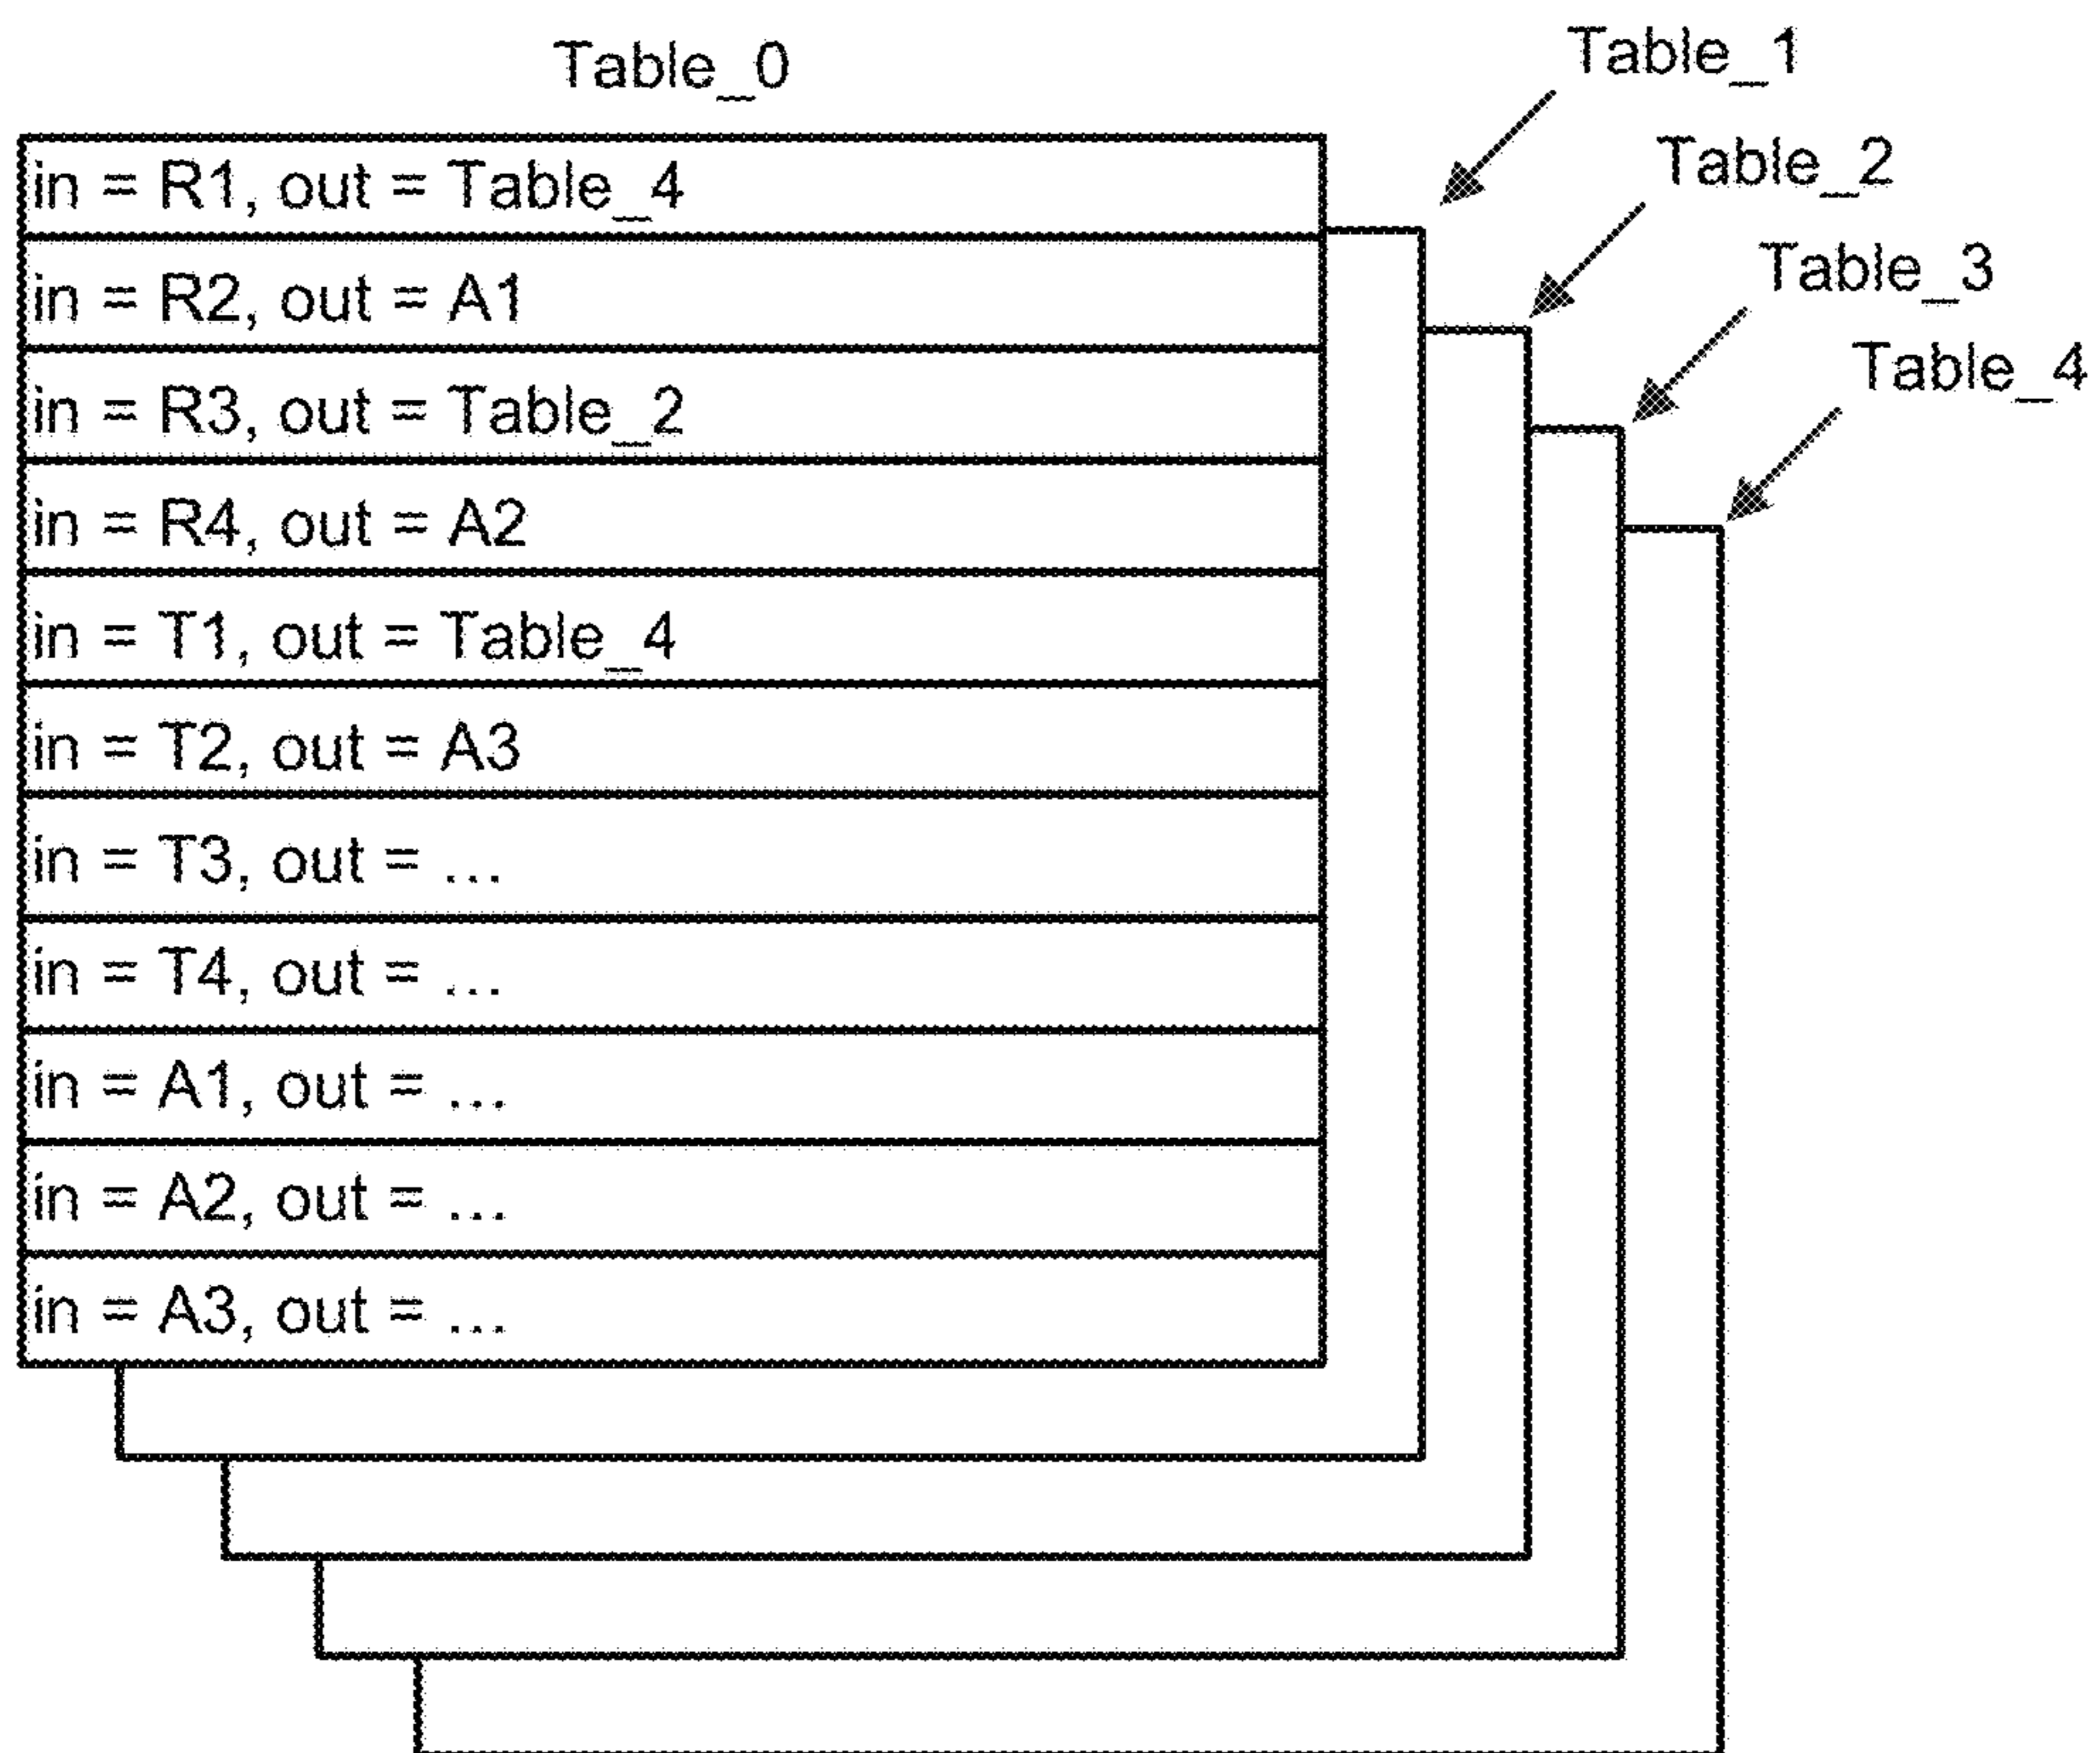 Table_0
Table_1
Table_2
Table_3
Table_4
in = R1, out = Table_4
in = R2, out = A1
in = R3, out = Table_2
in = R4, out = A2
in = T1, out = Table_4
in = T2, out = A3
in = T3, out = ...
in = T4, out = ...
in = A1, out = ...
in = A2, out = ...
in = A3, out = ...